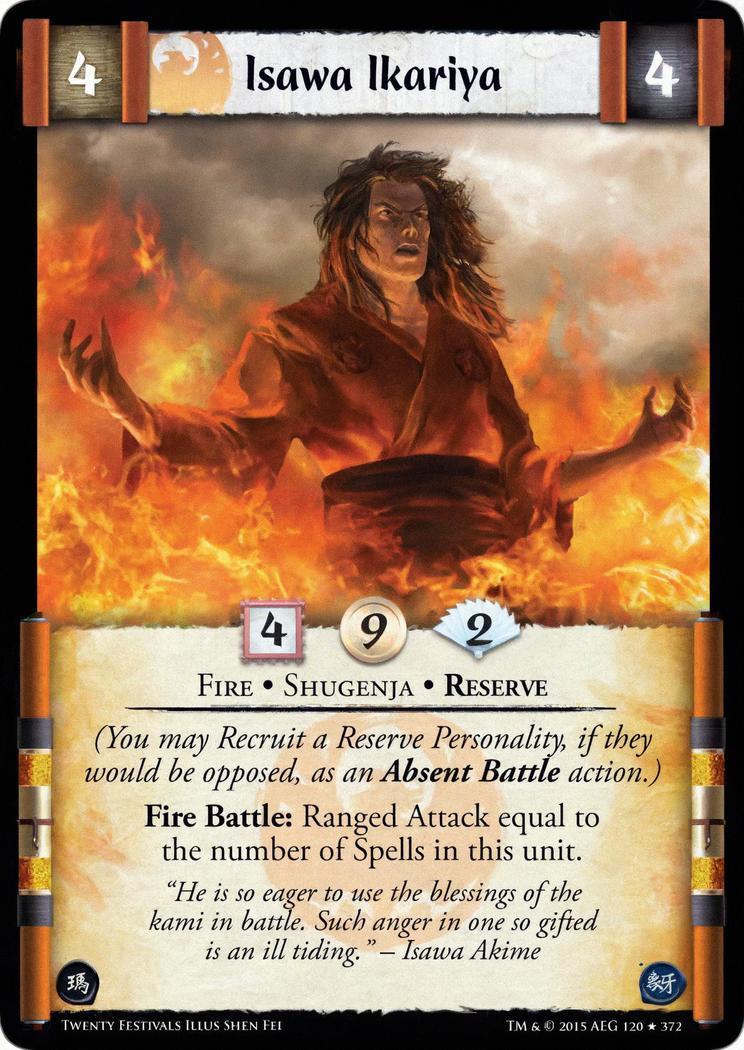 4 Isawa Ikariya 4
4 9 2
Fire • Shugenja • Reserve
(You may Recruit a Reserve Personality, if they
would be opposed, as an Absent Battle action.)
Fire Battle: Ranged Attack equal to
the number of Spells in this unit.
“He is so eager to use the blessings of the
kami in battle. Such anger in one so gifted
is an ill tiding.” – Isawa Akime
瑪
Twenty Festivals Illus Shen Fei
TM & © 2015 AEG 120 ★ 372